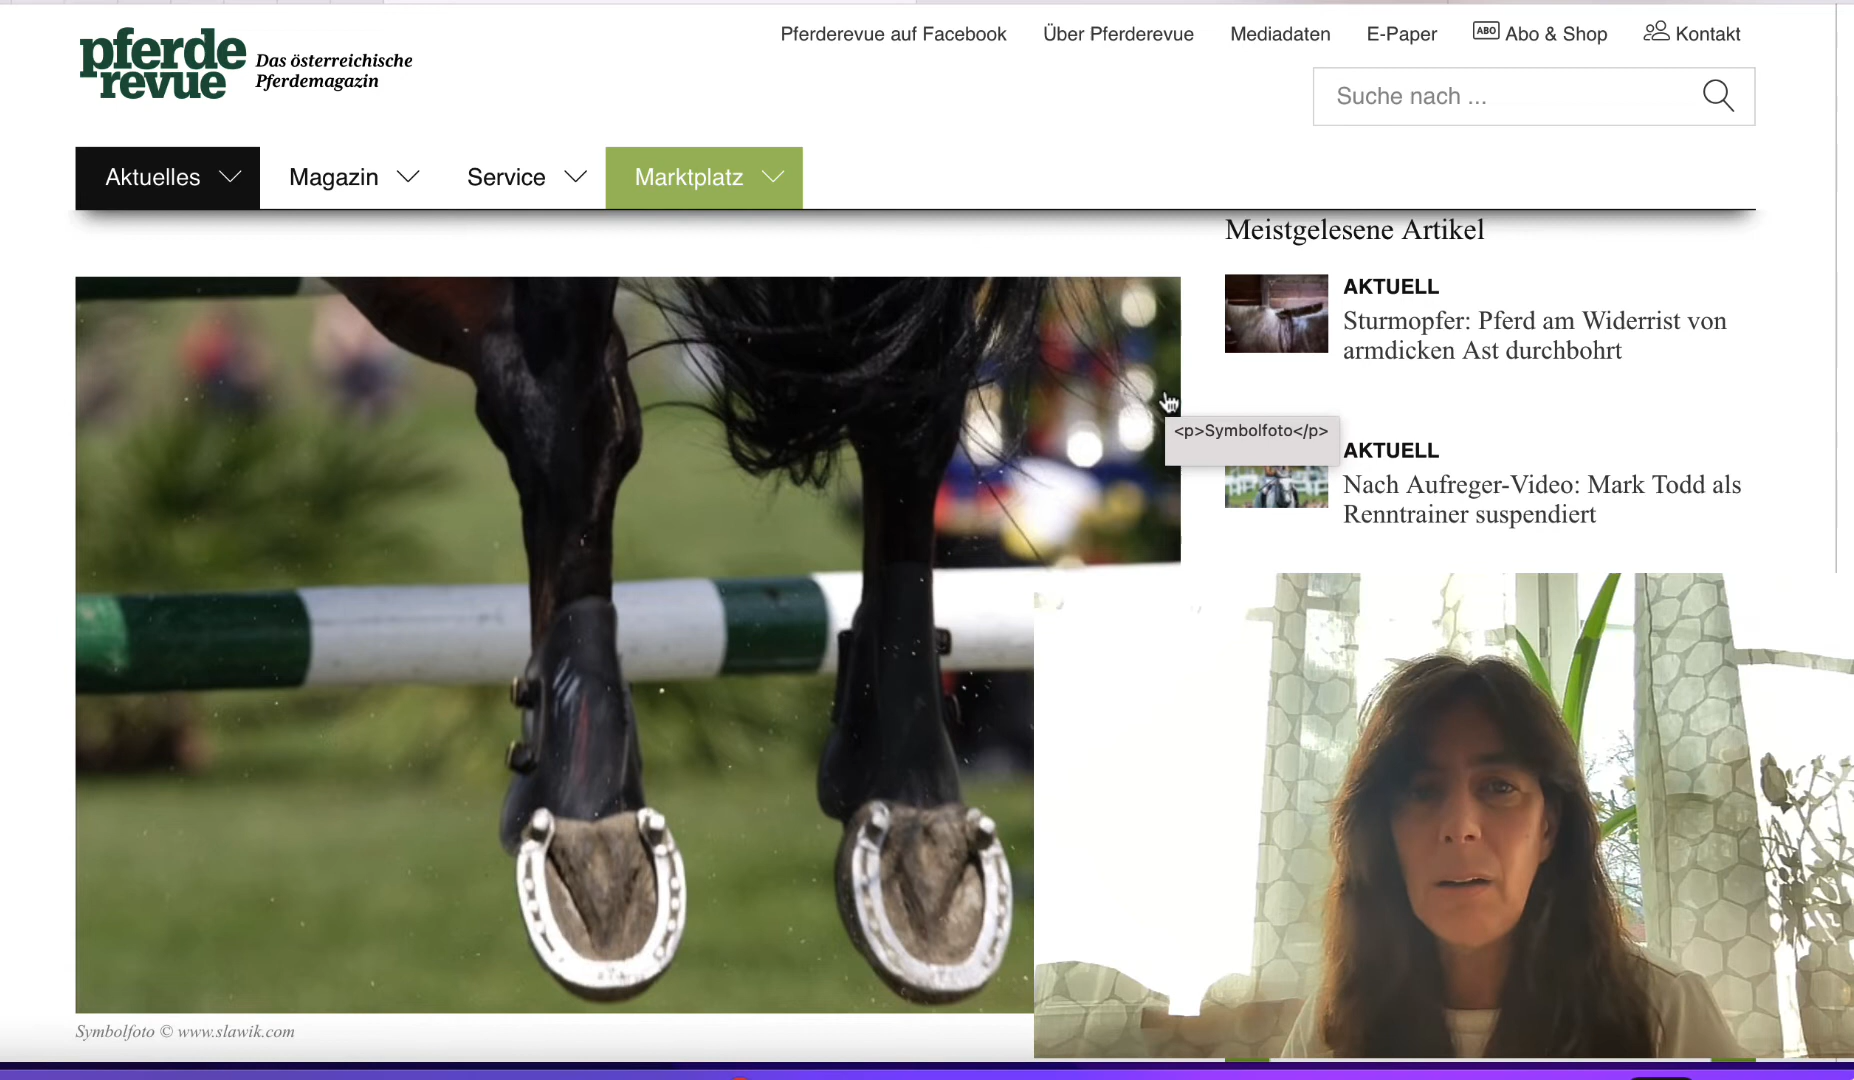 pferde
revue
Das österreichische
Pferdemagazin
Pferderevue auf Facebook
Über Pferderevue
Mediadaten
E-Paper
ABO Abo & Shop
Kontakt
Suche nach ...
Aktuelles
Magazin
Service
Marktplatz
Meistgelesene Artikel
AKTUELL
Sturmopfer: Pferd am Widerrist von
armdicken Ast durchbohrt
<p>Symbolfoto</p>
AKTUELL
Nach Aufreger-Video: Mark Todd als
Renntrainer suspendiert
Symbolfoto © www.slawik.com